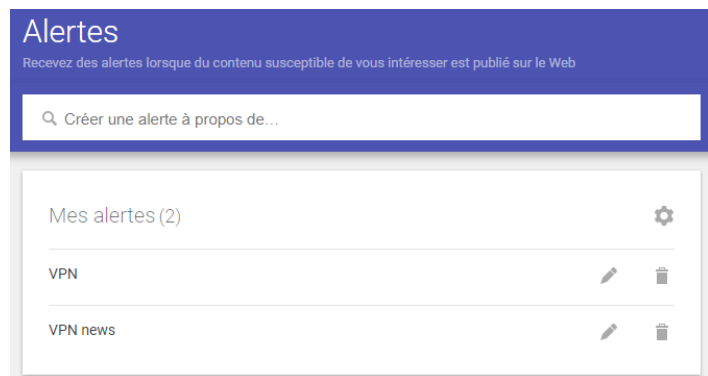 Alertes
Recevez des alertes lorsque du contenu susceptible de vous intéresser est publié sur le Web
Créer une alerte à propos de...
Mes alertes (2)
VPN
VPN news